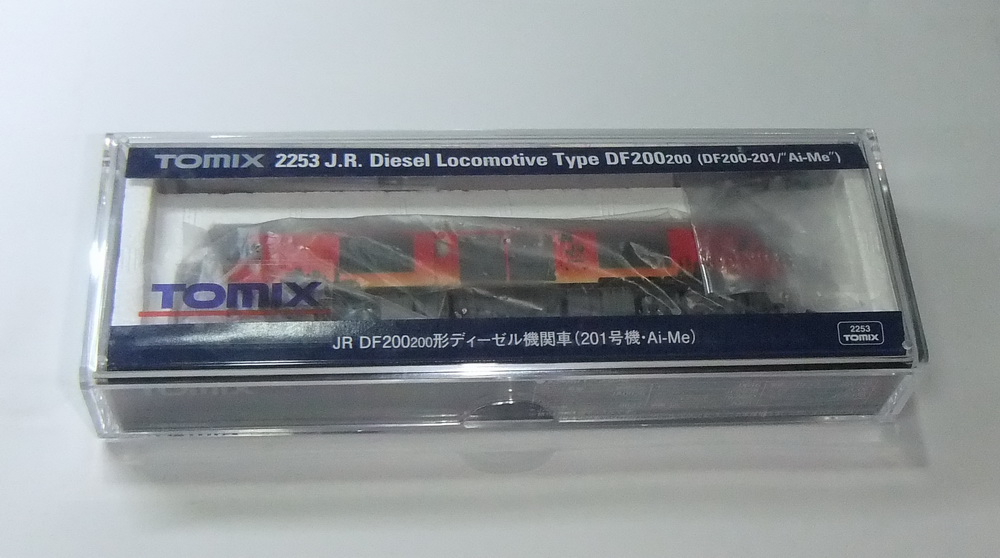 TOMIX 2253 J.R. Diesel Locomotive Type DF200200 (DF200-201/"Ai-Me")
TOMIX
JR DF200200形ディーゼル機関車(201号機・Ai-Me)
2253
TOMIX